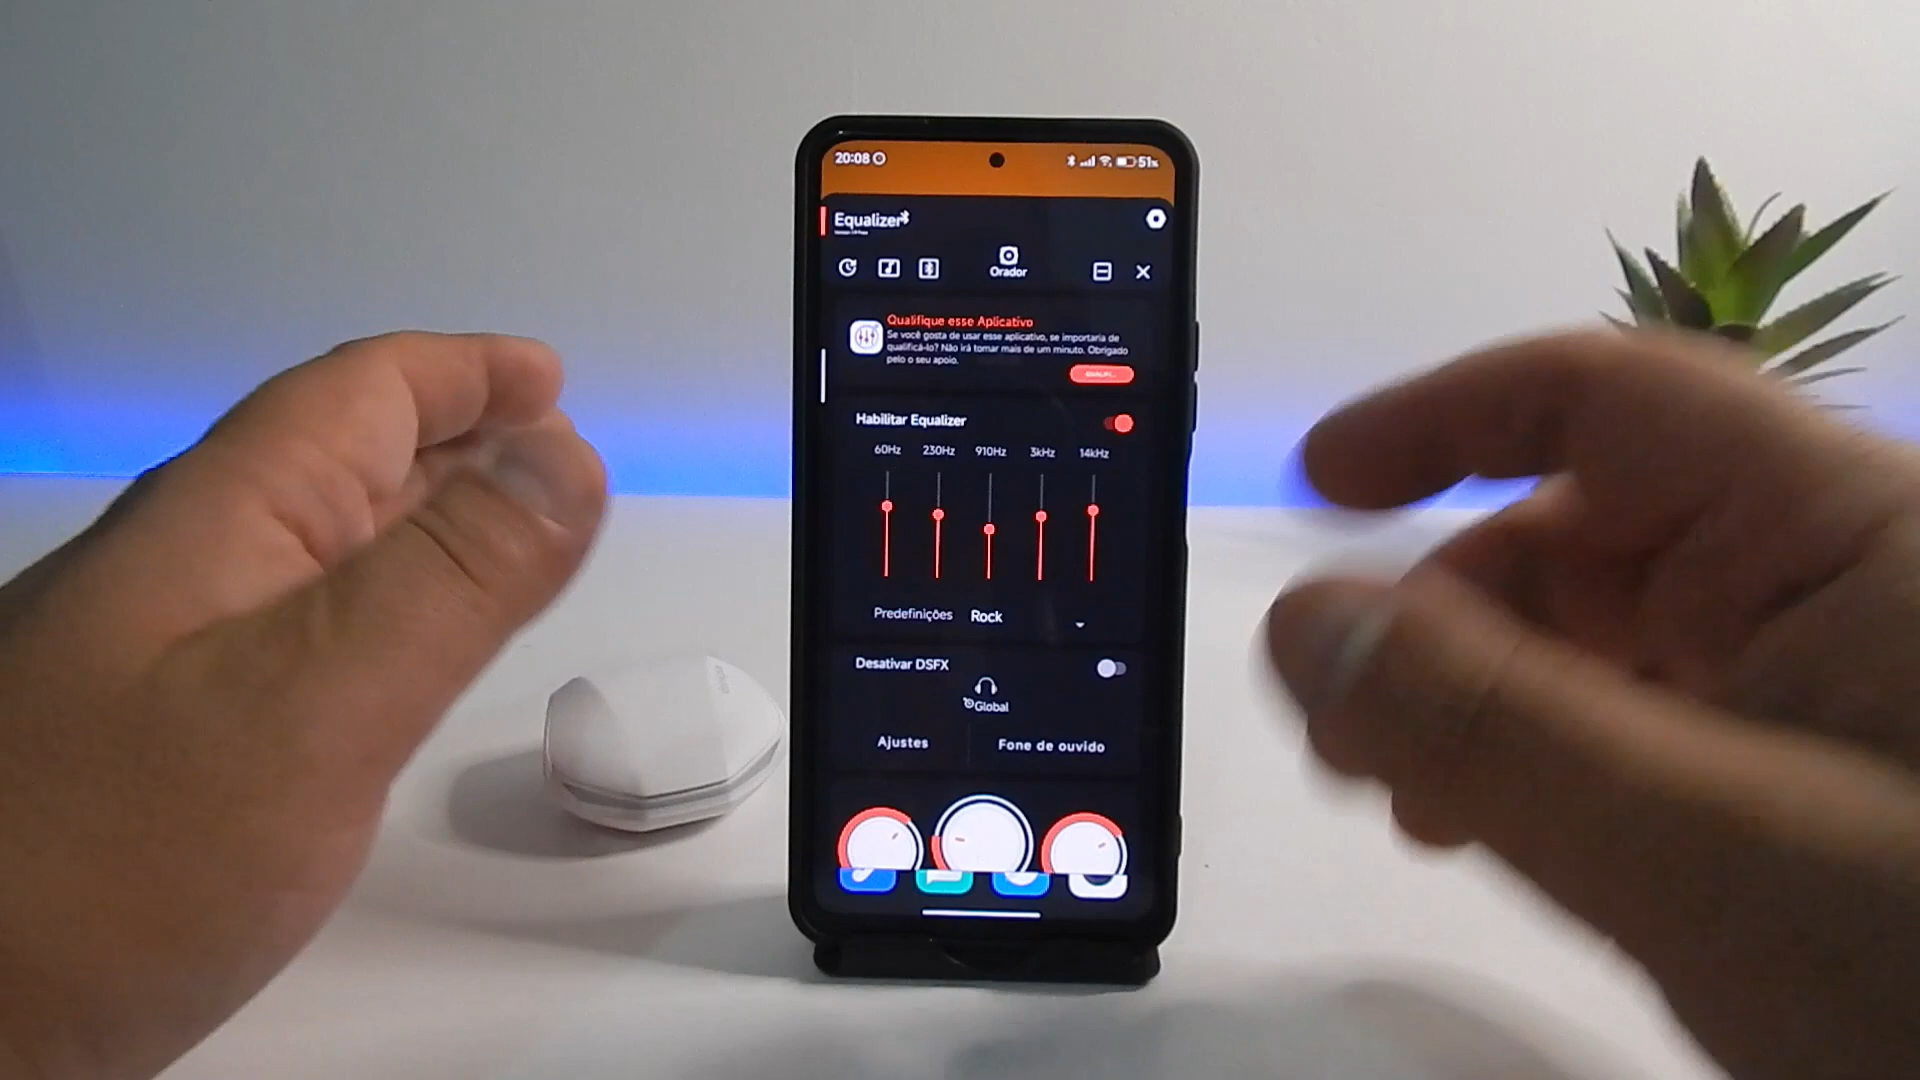 20:08
51%
Equalizer
Orador
Qualifique esse Aplicativo
Se você gosta de usar esse aplicativo, se importaria de
qualificá-lo? Não irá tomar mais de um minuto. Obrigado
pelo o seu apoio.
Habilitar Equalizer
60Hz 230Hz 910Hz 3kHz 14kHz
Predefinições Rock
Desativar DSFX
Global
Ajustes Fone de ouvido